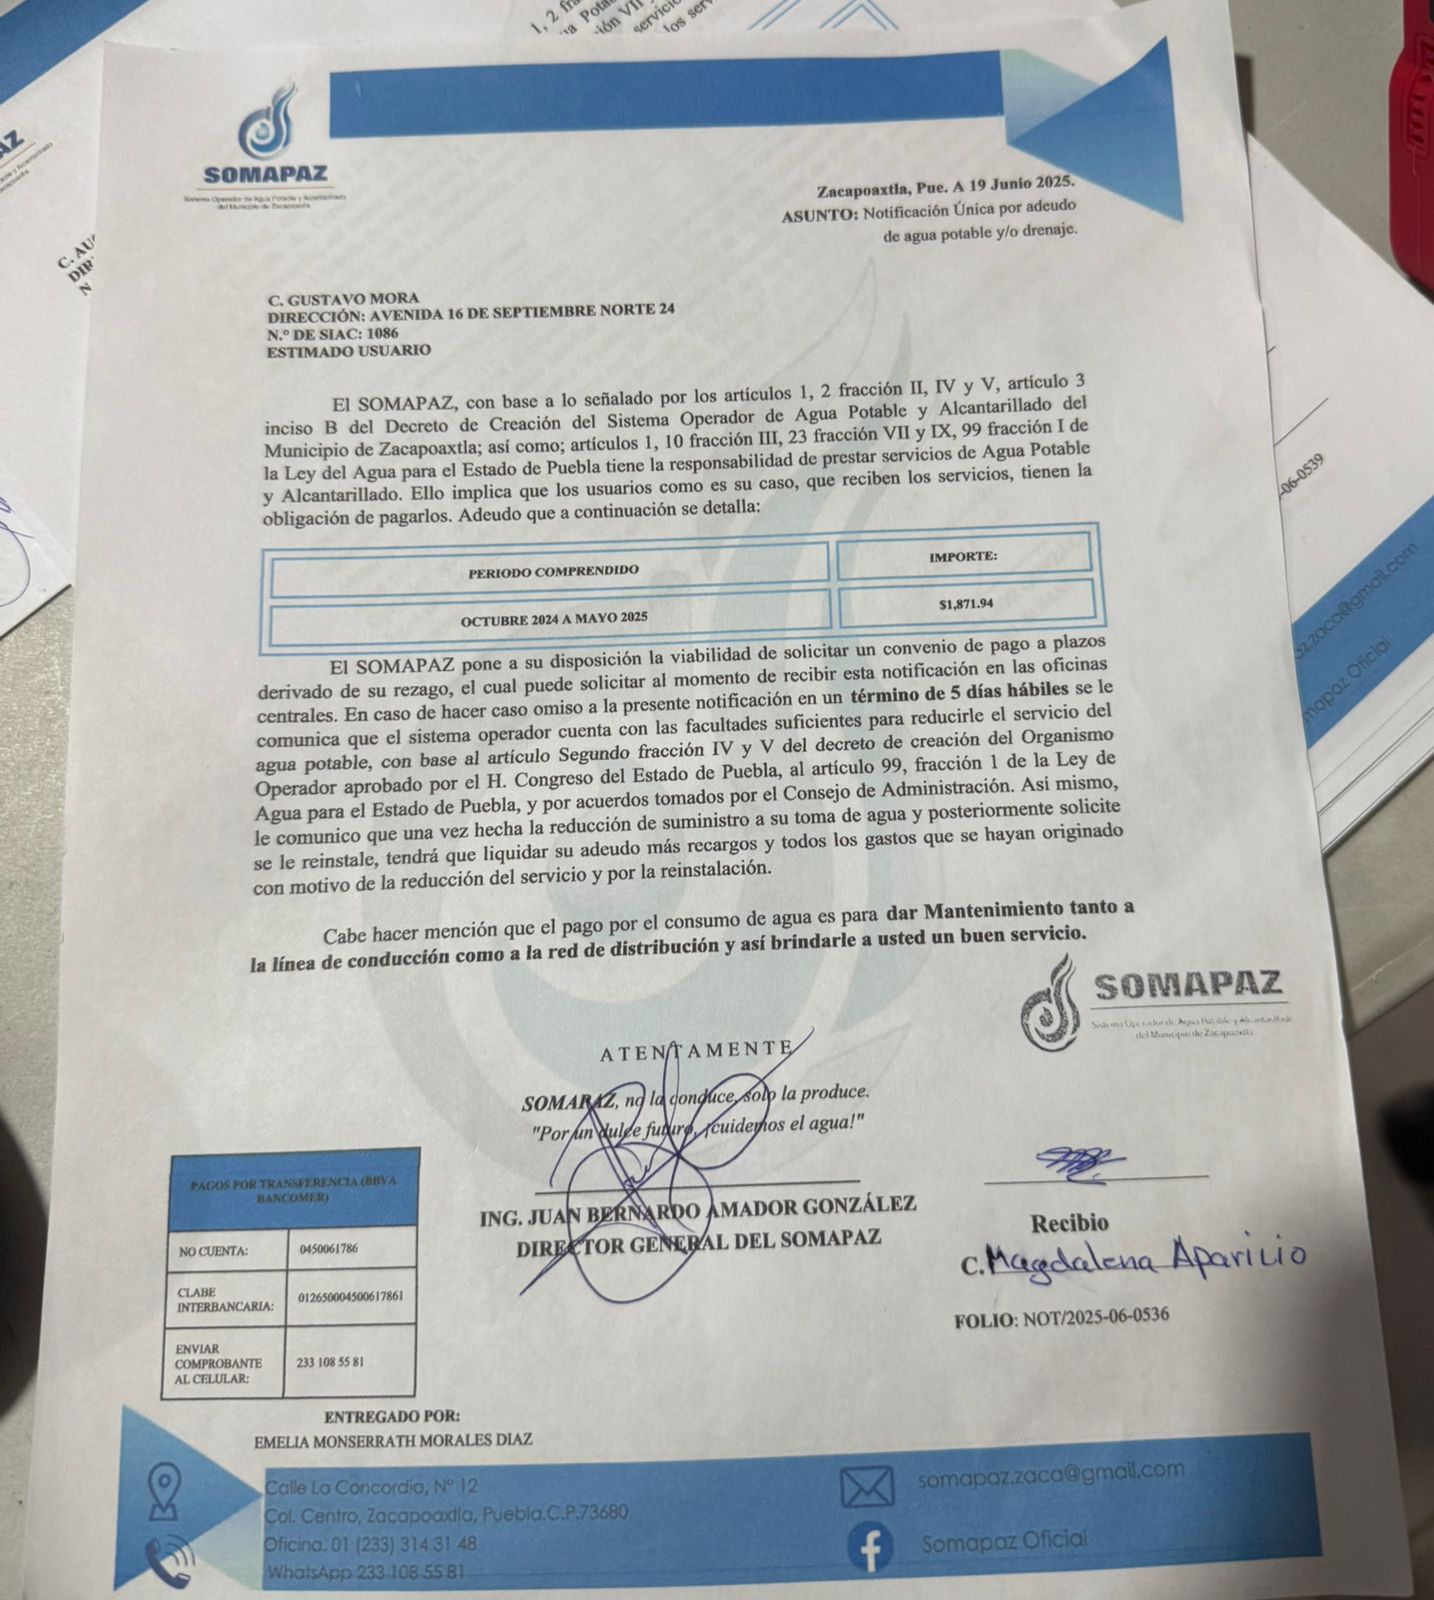 1, 2
SOMAPAZ
Sistema Operador de Agua Potable y Alcantarillado
del Municipio de Zacapoaxtla
Zacapoaxtla, Pue. A 19 Junio 2025.
ASUNTO: Notificación Única por adeudo
de agua potable y/o drenaje.
C. GUSTAVO MORA
DIRECCIÓN: AVENIDA 16 DE SEPTIEMBRE NORTE 24
N.º DE SIAC: 1086
ESTIMADO USUARIO
El SOMAPAZ, con base a lo señalado por los artículos 1, 2 fracción II, IV y V, artículo 3
inciso B del Decreto de Creación del Sistema Operador de Agua Potable y Alcantarillado del
Municipio de Zacapoaxtla; así como; artículos 1, 10 fracción III, 23 fracción VII y IX, 99 fracción I de
la Ley del Agua para el Estado de Puebla tiene la responsabilidad de prestar servicios de Agua Potable
y Alcantarillado. Ello implica que los usuarios como es su caso, que reciben los servicios, tienen la
obligación de pagarlos. Adeudo que a continuación se detalla:
PERIODO COMPRENDIDO
IMPORTE:
OCTUBRE 2024 A MAYO 2025
$1,871.94
El SOMAPAZ pone a su disposición la viabilidad de solicitar un convenio de pago a plazos
derivado de su rezago, el cual puede solicitar al momento de recibir esta notificación en las oficinas
centrales. En caso de hacer caso omiso a la presente notificación en un término de 5 días hábiles se le
comunica que el sistema operador cuenta con las facultades suficientes para reducirle el servicio del
agua potable, con base al artículo Segundo fracción IV y V del decreto de creación del Organismo
Operador aprobado por el H. Congreso del Estado de Puebla, al artículo 99, fracción 1 de la Ley de
Agua para el Estado de Puebla, y por acuerdos tomados por el Consejo de Administración. Así mismo,
le comunico que una vez hecha la reducción de suministro a su toma de agua y posteriormente solicite
se le reinstale, tendrá que liquidar su adeudo más recargos y todos los gastos que se hayan originado
con motivo de la reducción del servicio y por la reinstalación.
Cabe hacer mención que el pago por el consumo de agua es para dar Mantenimiento tanto a
la línea de conducción como a la red de distribución y así brindarle a usted un buen servicio.
SOMAPAZ
Sistema Operador de Agua Potable y Alcantarillado
del Municipio de Zacapoaxtla
ATENTAMENTE
SOMAPAZ, no la conduce, solo la produce.
"Por un dulce futuro, ¡cuidemos el agua!"
ING. JUAN BERNARDO AMADOR GONZÁLEZ
DIRECTOR GENERAL DEL SOMAPAZ
Recibio
C. Magdalena Aparicio
FOLIO: NOT/2025-06-0536
PAGOS POR TRANSFERENCIA (BBVA
BANCOMER)
NO CUENTA: 0450061786
CLABE
INTERBANCARIA: 012650004500617861
ENVIAR
COMPROBANTE
AL CELULAR: 233 108 55 81
ENTREGADO POR:
EMELIA MONSERRATH MORALES DIAZ
Calle La Concordia, N° 12
Col. Centro, Zacapoaxtla, Puebla.C.P.73680
Oficina. 01 (233) 314 31 48
WhatsApp 233 108 55 81
somapaz.zaca@gmail.com
Somapaz Oficial
-06-0539